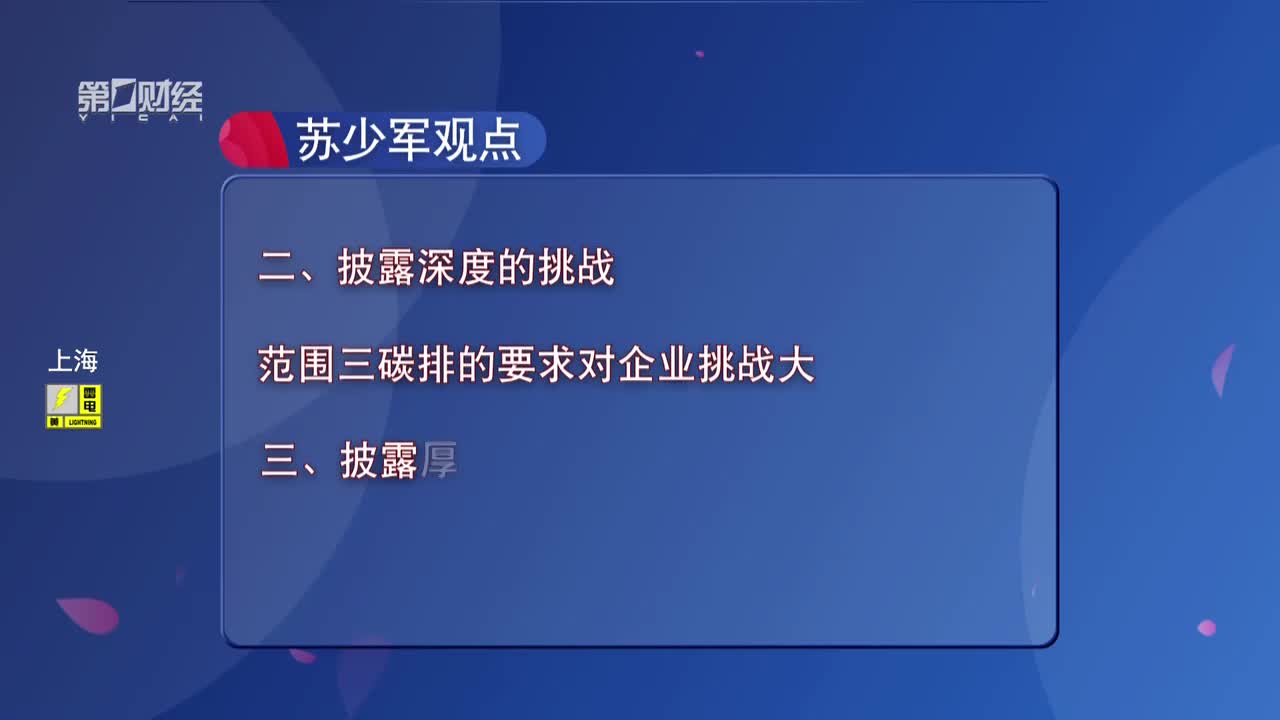 第一财经
YICAI
苏少军观点
二、披露深度的挑战
范围三碳排的要求对企业挑战大
三、披露厚
上海
雷电
黄 LIGHTNING